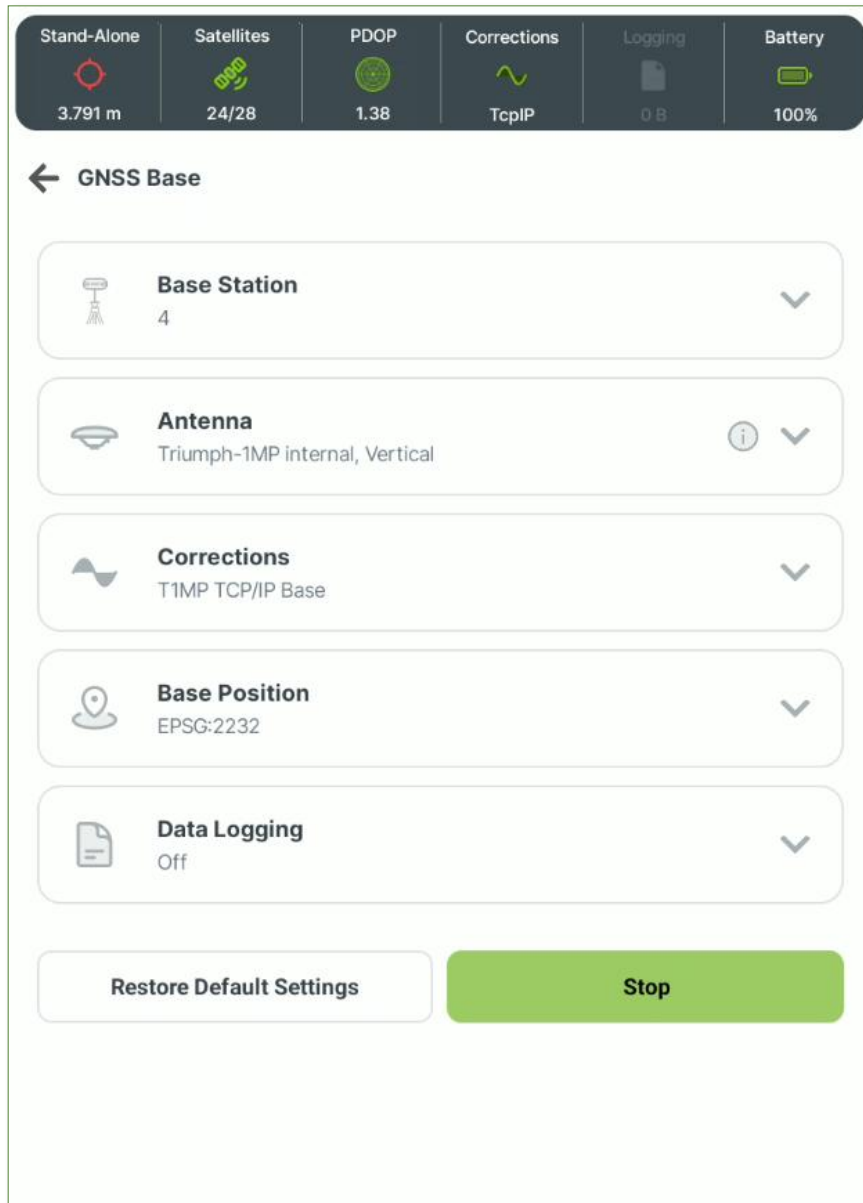 Stand-Alone Satellites PDOP Corrections Logging Battery
3.791 m 24/28 1.38 TcpIP 0 B 100%
GNSS Base
Base Station
4
Antenna
Triumph-1MP internal, Vertical
Corrections
T1MP TCP/IP Base
Base Position
EPSG:2232
Data Logging
Off
Restore Default Settings Stop